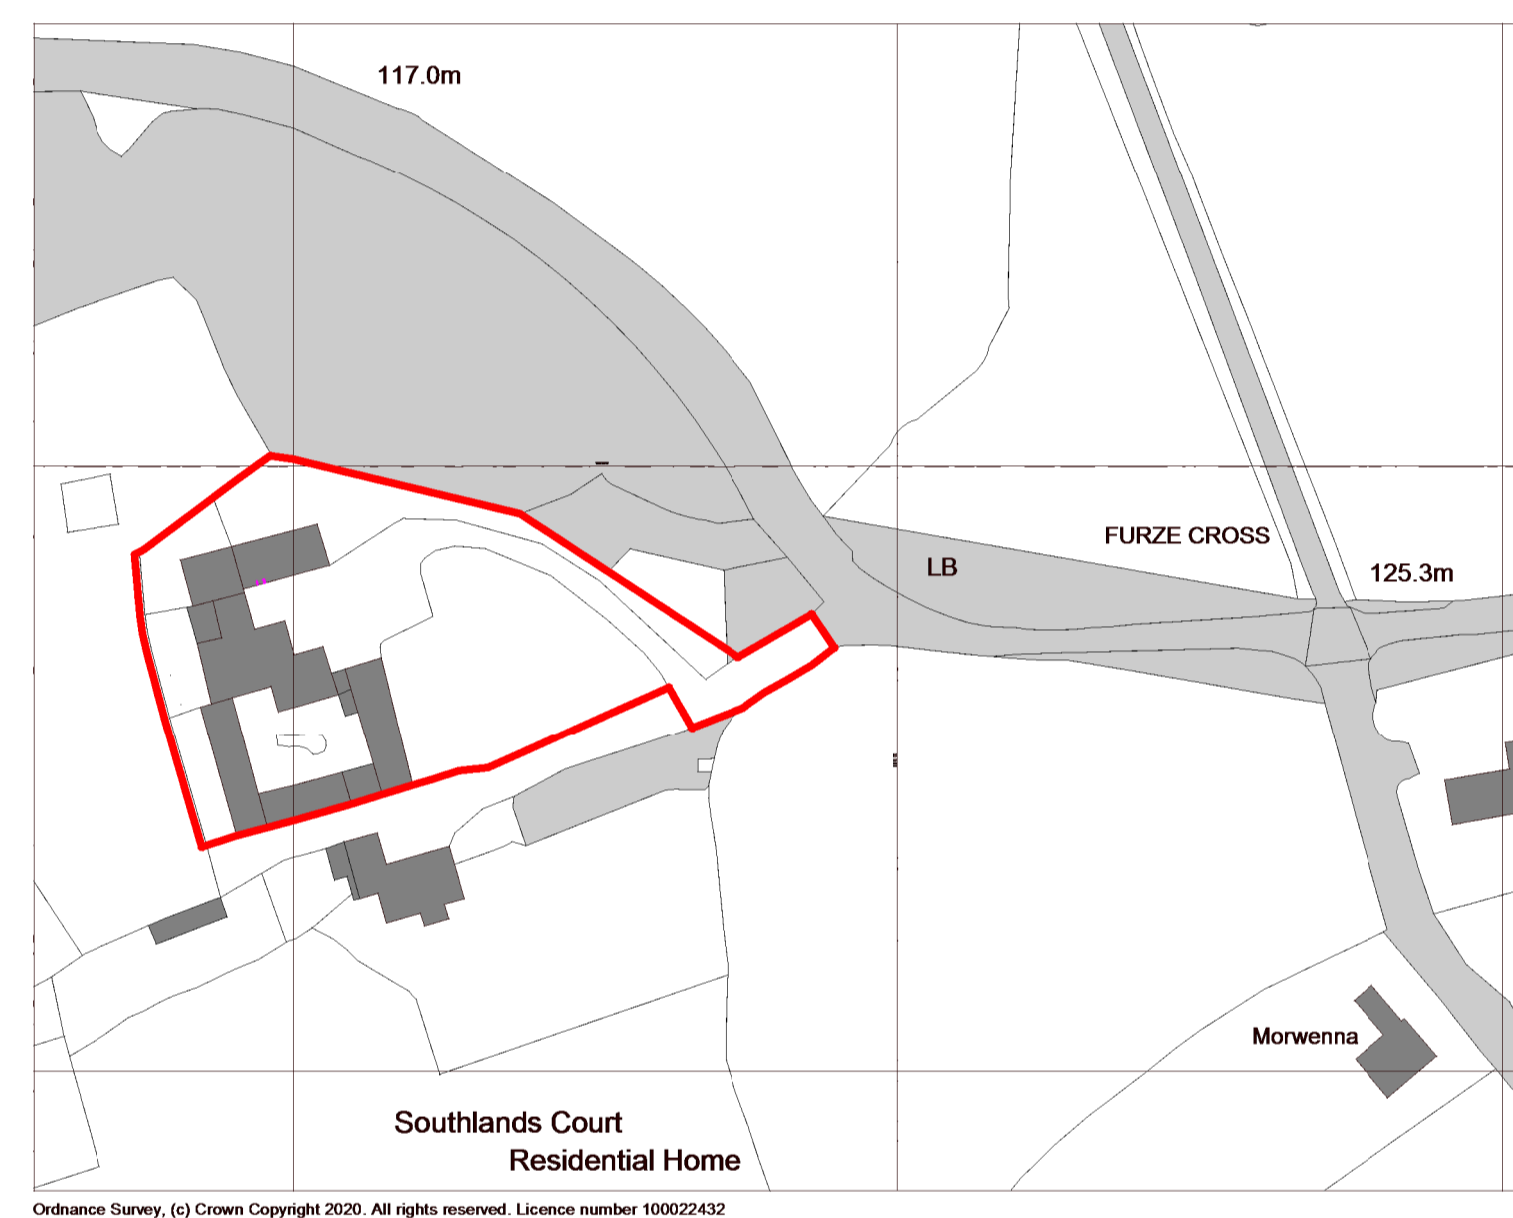 117.0m
FURZE CROSS
LB
125.3m
Morwenna
Southlands Court
Residential Home
Ordnance Survey, (c) Crown Copyright 2020. All rights reserved. Licence number 100022432